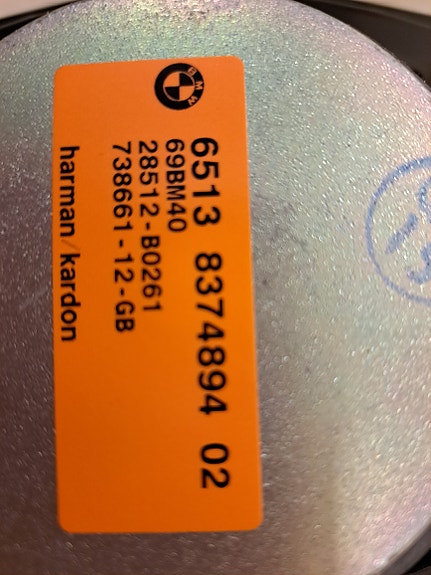 BMW
6513 8374894 02
69BM40
28512-B0261
738661-12-GB
harman/kardon